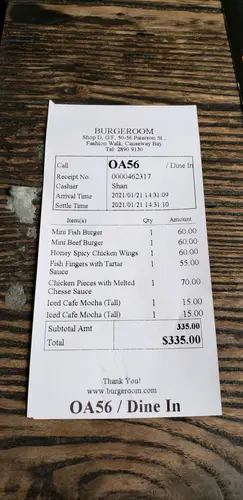 BURGEROOM
Shop D, G.F, 50-56 Paterson St.,
Fashion Walk, Causeway Bay
Tel: 2890 9130
Call OA56 / Dine In
Receipt No. 0000462317
Cashier Shan
Arrival Time 2021/01/21 14:31:09
Settle Time 2021/01/21 14:31:10
Item(s) Qty Amount
Mini Fish Burger 1 60.00
Mini Beef Burger 1 60.00
Honey Spicy Chicken Wings 1 60.00
Fish Fingers with Tartar 1 55.00
Sauce
Chicken Pieces with Melted 1 70.00
Chesse Sauce
Iced Cafe Mocha (Tall) 1 15.00
Iced Cafe Mocha (Tall) 1 15.00
Subtotal Amt 335.00
Total $335.00
Thank You!
www.burgeroom.com
OA56 / Dine In